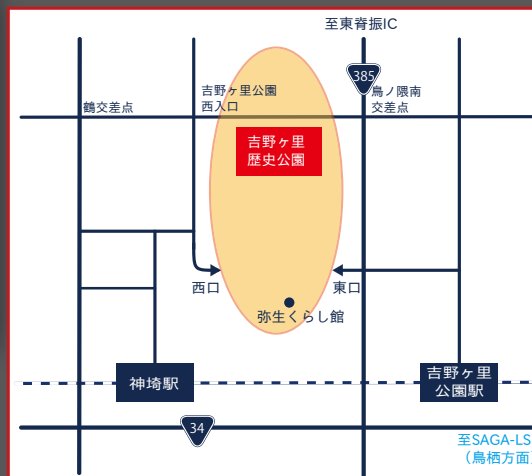 至東脊振IC
385
吉野ヶ里公園
西入口
鶴交差点
鳥ノ隈南
交差点
吉野ヶ里
歴史公園
西口
東口
弥生くらし館
神埼駅
吉野ヶ里
公園駅
34
至SAGA-LS
（鳥栖方面